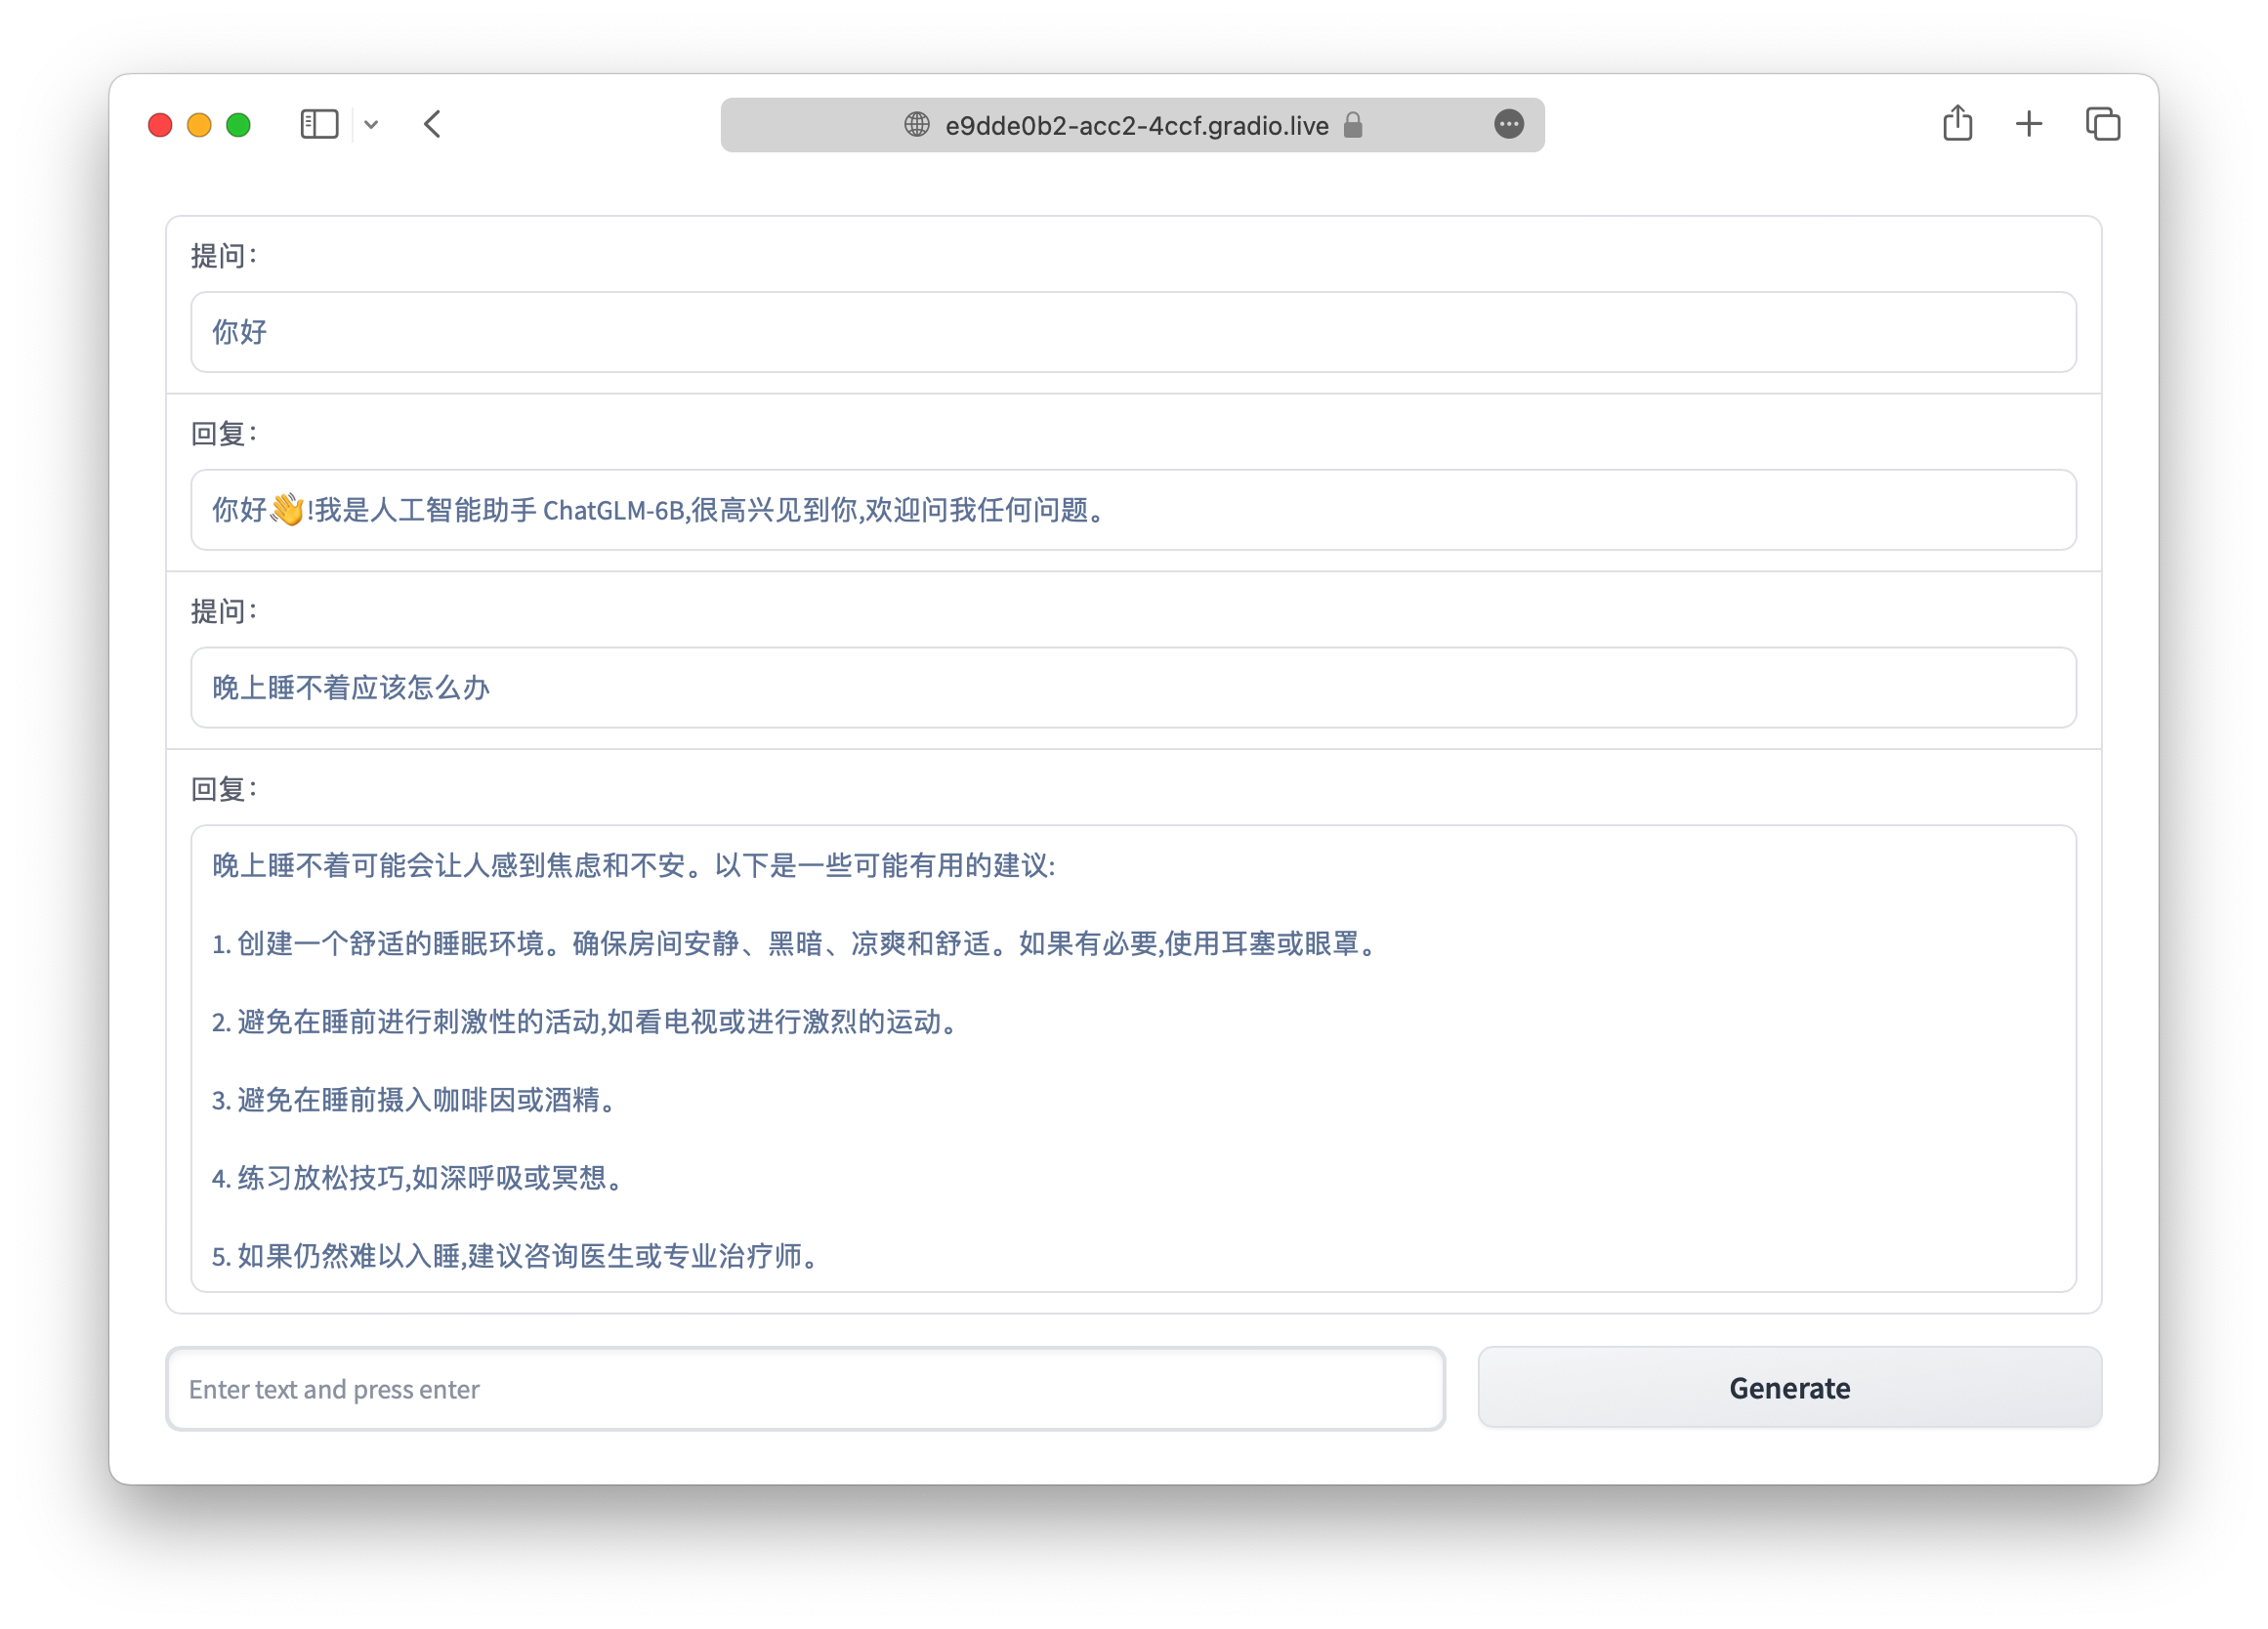 e9dde0b2-acc2-4ccf.gradio.live
提问：
你好
回复：
你好👋!我是人工智能助手 ChatGLM-6B,很高兴见到你,欢迎问我任何问题。
提问：
晚上睡不着应该怎么办
回复：
晚上睡不着可能会让人感到焦虑和不安。以下是一些可能有用的建议:
1. 创建一个舒适的睡眠环境。确保房间安静、黑暗、凉爽和舒适。如果有必要,使用耳塞或眼罩。
2. 避免在睡前进行刺激性的活动,如看电视或进行激烈的运动。
3. 避免在睡前摄入咖啡因或酒精。
4. 练习放松技巧,如深呼吸或冥想。
5. 如果仍然难以入睡,建议咨询医生或专业治疗师。
Enter text and press enter
Generate